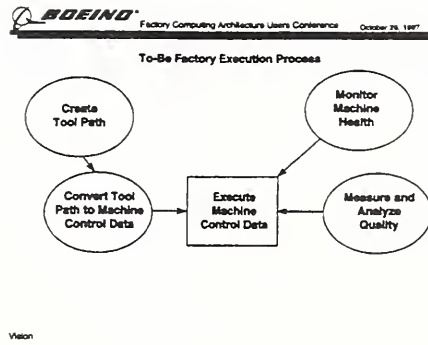 BOEING
Factory Computing Architecture Users Conference
October 29, 1997
To-Be Factory Execution Process
Create
Tool Path
Monitor
Machine
Health
Convert Tool
Path to Machine
Control Data
Execute
Machine
Control Data
Measure and
Analyze
Quality
Vision